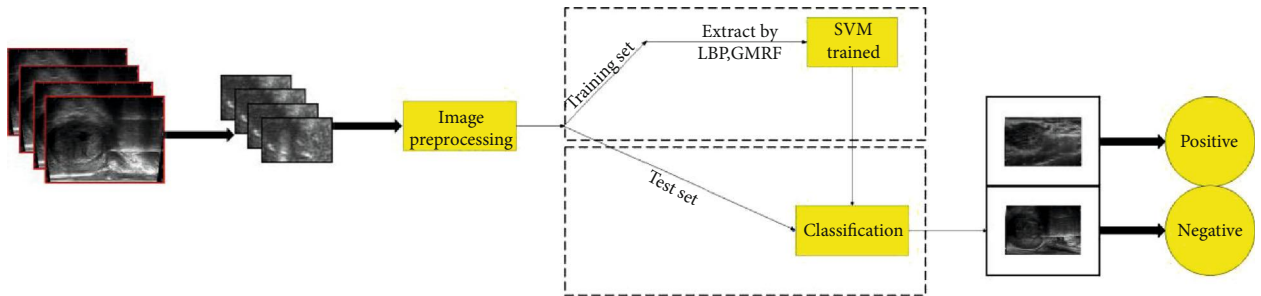 Image
preprocessing
Training set
Extract by
LBP,GMRF
SVM
trained
Test set
Classification
Positive
Negative